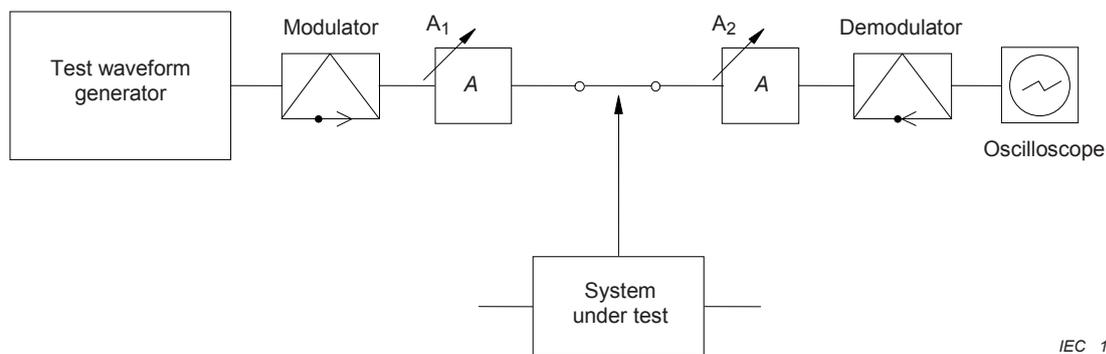 Test waveform
generator
Modulator
A1
A
A2
A
Demodulator
Oscilloscope
System
under test
IEC 1